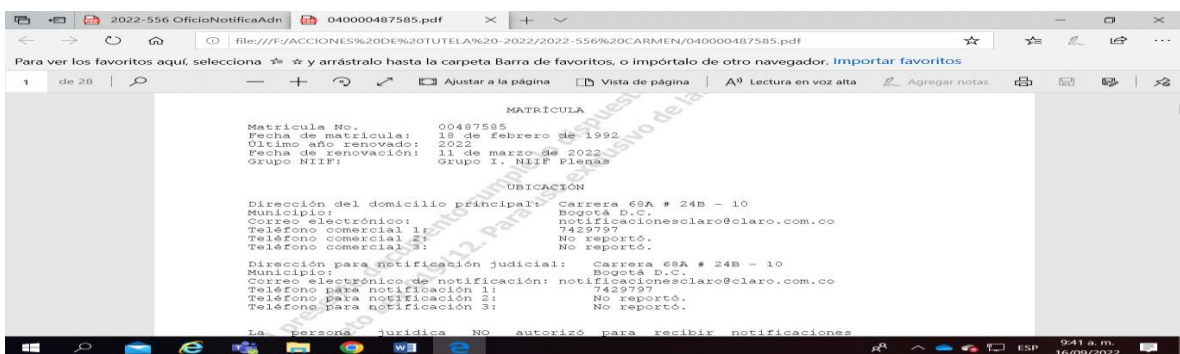 2022-556 OficioNotificaAdn
040000487585.pdf
file:///F:/ACCIONES%20DE%20TUTELA%20-2022/2022-556%20CARMEN/040000487585.pdf
Para ver los favoritos aquí, selecciona y arrástralo hasta la carpeta Barra de favoritos, o impórtalo de otro navegador. Importar favoritos
1 de 28 Ajustar a la página Vista de página Lectura en voz alta Agregar notas
MATRÍCULA
Matrícula No. 00487585
Fecha de matrícula: 18 de febrero de 1992
Último año renovado: 2022
Fecha de renovación: 11 de marzo de 2022
Grupo NIIF: Grupo I. NIIF Plenas
UBICACIÓN
Dirección del domicilio principal: Carrera 68A # 24B - 10
Municipio: Bogotá D.C.
Correo electrónico: notificacionesclaro@claro.com.co
Teléfono comercial 1: 7429797
Teléfono comercial 2: No reportó.
Teléfono comercial 3: No reportó.
Dirección para notificación judicial: Carrera 68A # 24B - 10
Municipio: Bogotá D.C.
Correo electrónico de notificación: notificacionesclaro@claro.com.co
Teléfono para notificación 1: 7429797
Teléfono para notificación 2: No reportó.
Teléfono para notificación 3: No reportó.
La persona jurídica NO autorizó para recibir notificaciones
ESP
9:41 a. m.
16/09/2022